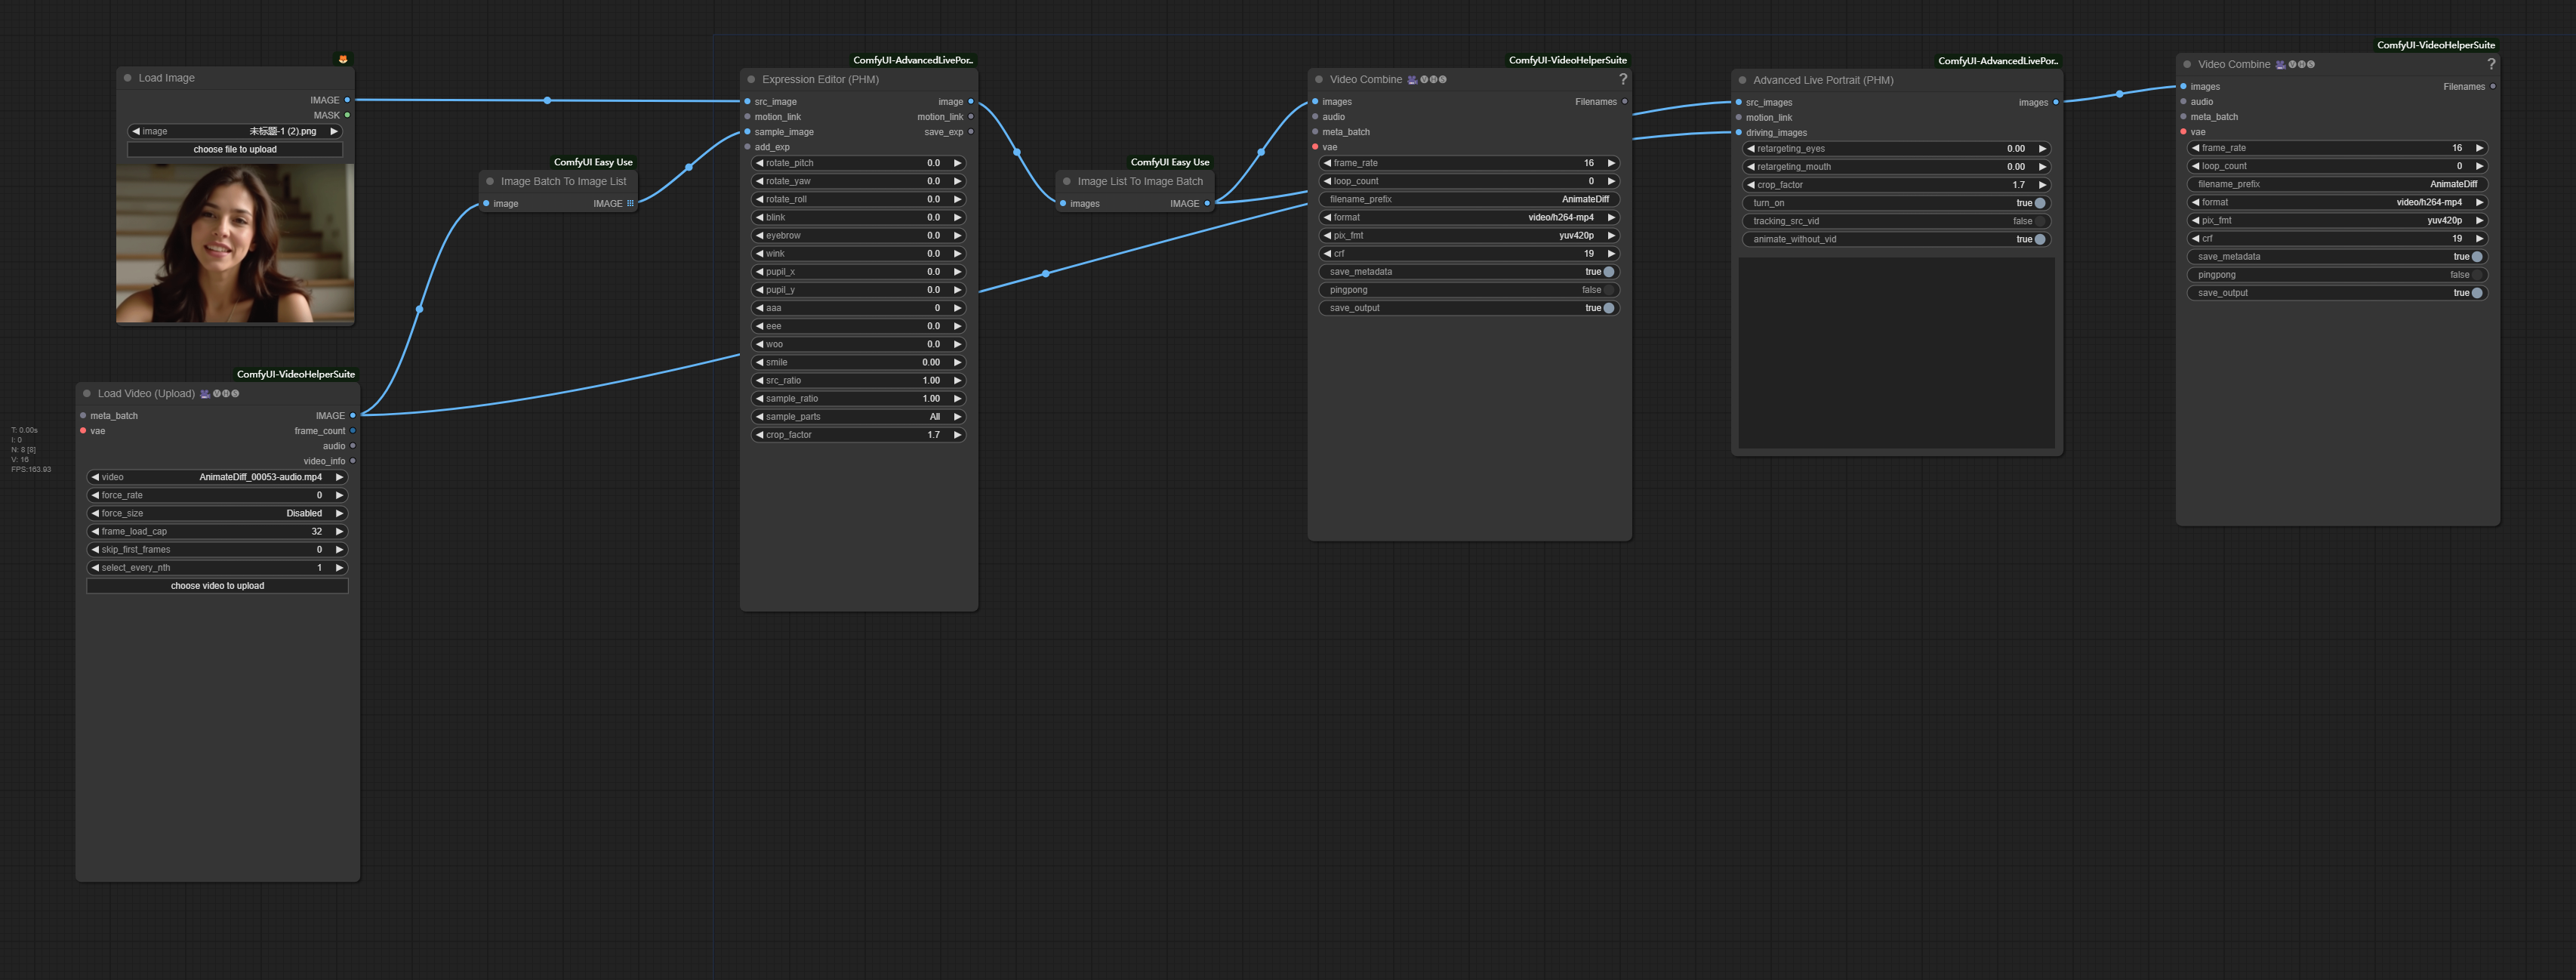 Load Image
IMAGE
MASK
image 未标题-1 (2).png
choose file to upload
ComfyUI-VideoHelperSuite
Load Video (Upload) 🎥🅥🅗🅢
meta_batch IMAGE
vae frame_count
audio
video_info
video AnimateDiff_00053-audio.mp4
force_rate 0
force_size Disabled
frame_load_cap 32
skip_first_frames 0
select_every_nth 1
choose video to upload
T: 0.00s
I: 0
N: 8 [8]
V: 16
FPS:163.93
ComfyUI Easy Use
Image Batch To Image List
image IMAGE
ComfyUI-AdvancedLivePor..
Expression Editor (PHM)
src_image image
motion_link motion_link
sample_image save_exp
add_exp
rotate_pitch 0.0
rotate_yaw 0.0
rotate_roll 0.0
blink 0.0
eyebrow 0.0
wink 0.0
pupil_x 0.0
pupil_y 0.0
aaa 0
eee 0.0
woo 0.0
smile 0.00
src_ratio 1.00
sample_ratio 1.00
sample_parts All
crop_factor 1.7
ComfyUI Easy Use
Image List To Image Batch
images IMAGE
ComfyUI-VideoHelperSuite
Video Combine 🎥🅥🅗🅢 ?
images Filenames
audio
meta_batch
vae
frame_rate 16
loop_count 0
filename_prefix AnimateDiff
format video/h264-mp4
pix_fmt yuv420p
crf 19
save_metadata true
pingpong false
save_output true
ComfyUI-AdvancedLivePor..
Advanced Live Portrait (PHM)
src_images images
motion_link
driving_images
retargeting_eyes 0.00
retargeting_mouth 0.00
crop_factor 1.7
turn_on true
tracking_src_vid false
animate_without_vid true
ComfyUI-VideoHelperSuite
Video Combine 🎥🅥🅗🅢 ?
images Filenames
audio
meta_batch
vae
frame_rate 16
loop_count 0
filename_prefix AnimateDiff
format video/h264-mp4
pix_fmt yuv420p
crf 19
save_metadata true
pingpong false
save_output true